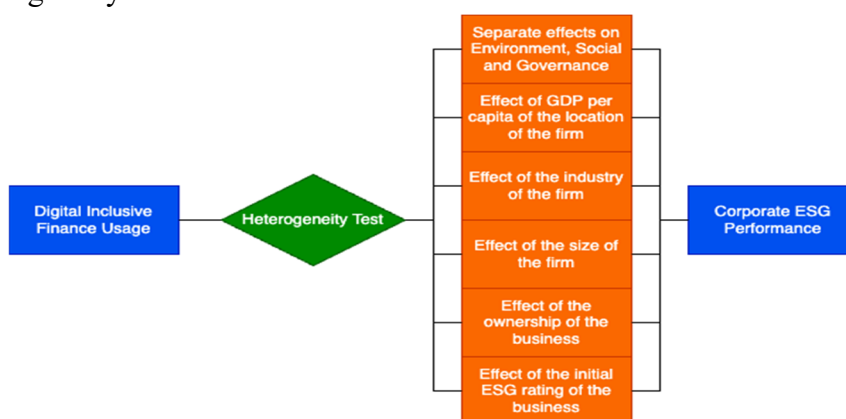 Separate effects on
Environment, Social
and Governance
Effect of GDP per
capita of the location
of the firm
Effect of the industry
of the firm
Digital Inclusive
Finance Usage
Heterogeneity Test
Corporate ESG
Performance
Effect of the size of
the firm
Effect of the
ownership of the
business
Effect of the initial
ESG rating of the
business